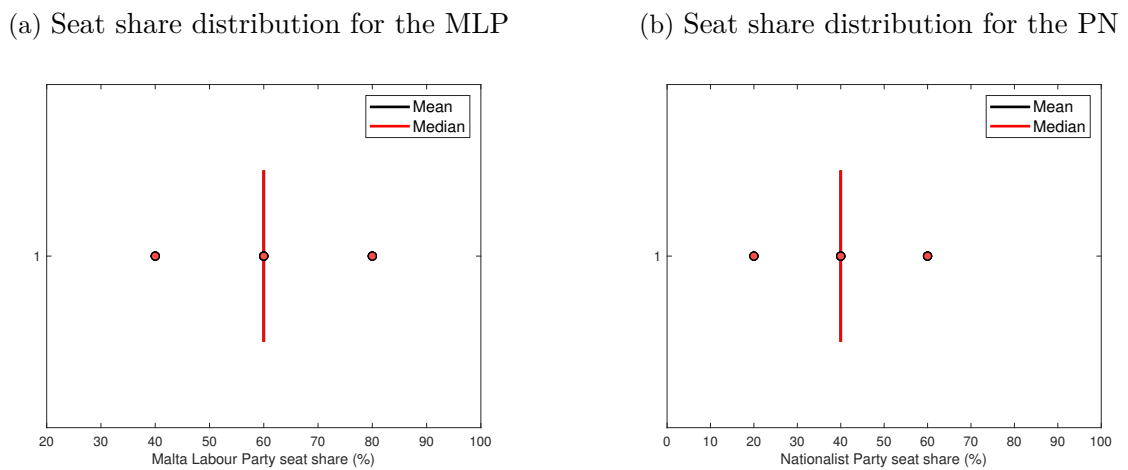 (a) Seat share distribution for the MLP
Mean
Median
1
20 30 40 50 60 70 80 90 100
Malta Labour Party seat share (%)
(b) Seat share distribution for the PN
Mean
Median
1
0 10 20 30 40 50 60 70 80 90 100
Nationalist Party seat share (%)